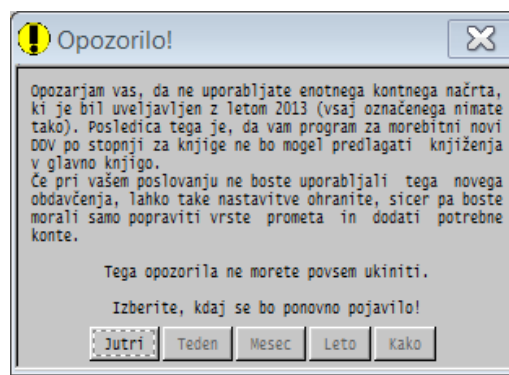 Opozorilo!
Opozarjam vas, da ne uporabljate enotnega kontnega načrta,
ki je bil uveljavljen z letom 2013 (vsaj označenega nimate
tako). Posledica tega je, da vam program za morebitni novi
DDV po stopnji za knjige ne bo mogel predlagati knjiženja
v glavno knjigo.
Če pri vašem poslovanju ne boste uporabljali tega novega
obdavčenja, lahko take nastavitve ohranite, sicer pa boste
morali samo popraviti vrste prometa in dodati potrebne
konte.
Tega opozorila ne morete povsem ukiniti.
Izberite, kdaj se bo ponovno pojavilo!
Jutri Teden Mesec Leto Kako